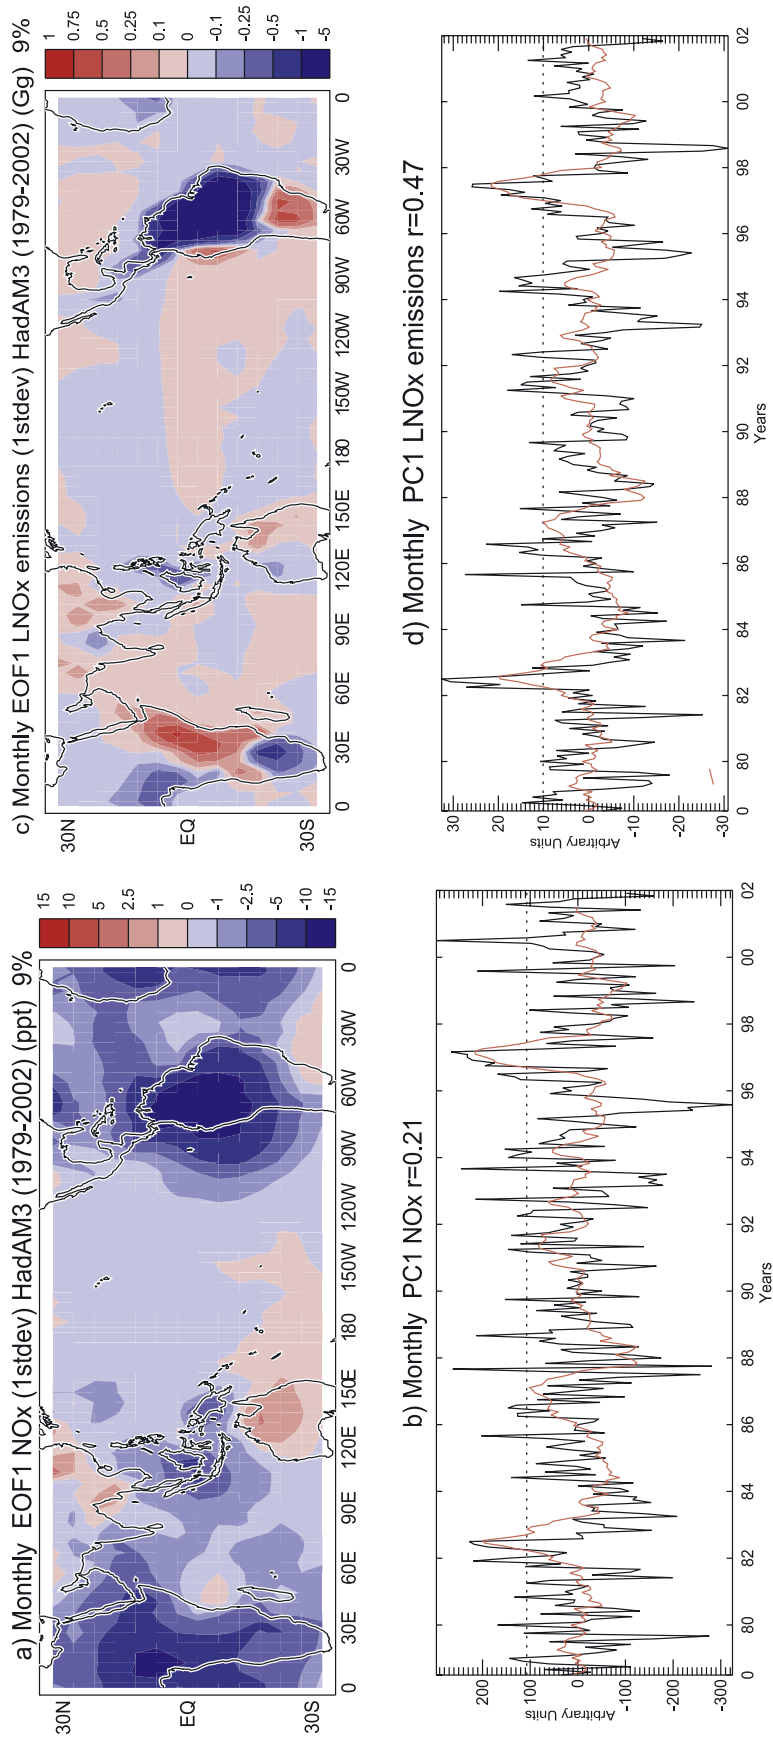 a) Monthly EOF1 NOx (1stdev) HadAM3 (1979-2002) (ppt) 9%
30N
EQ
30S
0 30E 60E 90E 120E 150E 180 150W 120W 90W 60W 30W 0
15
10
5
2.5
1
0
-1
-2.5
-5
-10
-15
b) Monthly PC1 NOx r=0.21
200
100
0
-100
-200
-300
Arbitrary Units
0 80 82 84 86 88 90 92 94 96 98 00 02
Years
c) Monthly EOF1 LNOx emissions (1stdev) HadAM3 (1979-2002) (Gg) 9%
30N
EQ
30S
0 30E 60E 90E 120E 150E 180 150W 120W 90W 60W 30W 0
1
0.75
0.5
0.25
0.1
0
-0.1
-0.25
-0.5
-1
-5
d) Monthly PC1 LNOx emissions r=0.47
30
20
10
0
-10
-20
-30
Arbitrary Units
0 80 82 84 86 88 90 92 94 96 98 00 02
Years